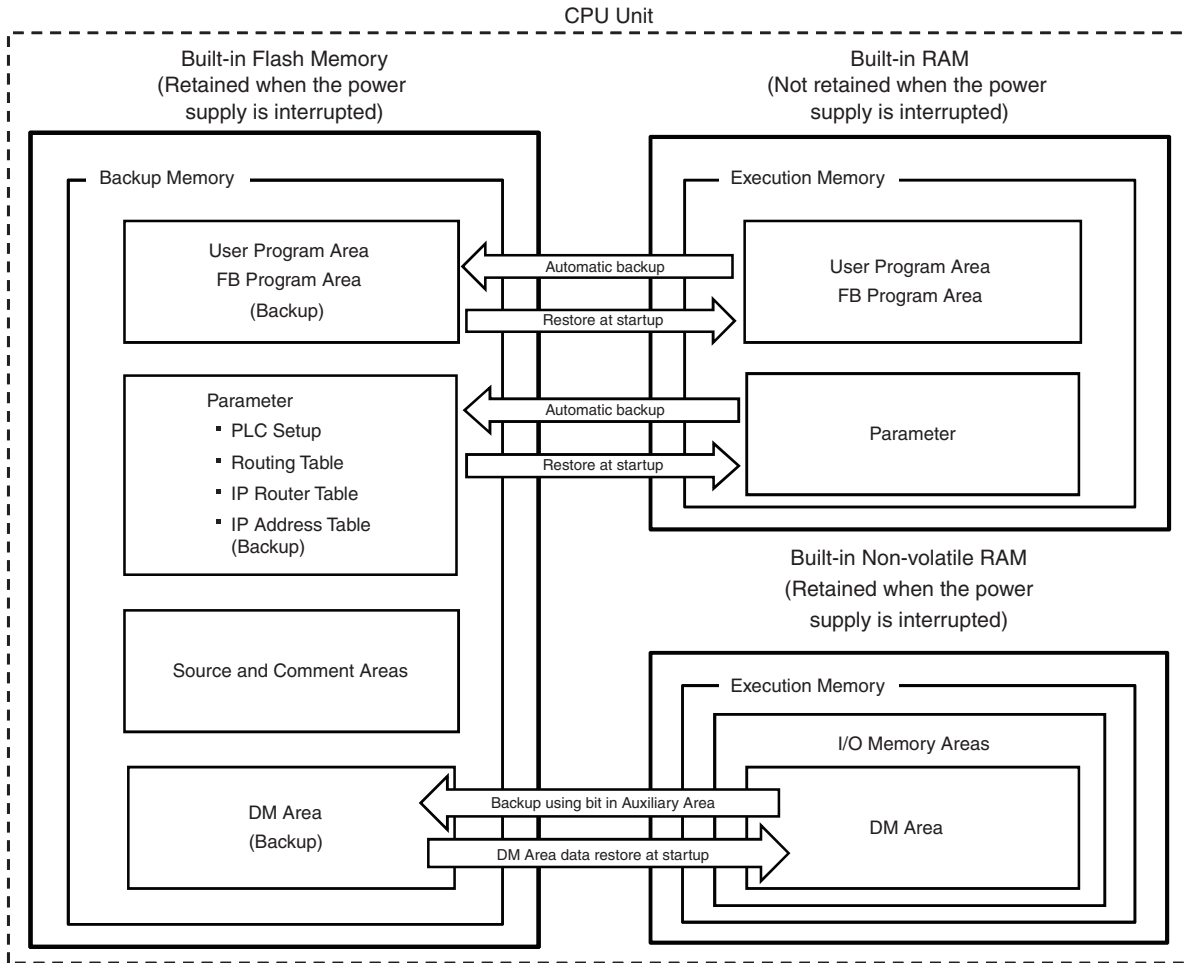 CPU Unit
Built-in Flash Memory
(Retained when the power
supply is interrupted)
Backup Memory
User Program Area
FB Program Area
(Backup)
Parameter
▪ PLC Setup
▪ Routing Table
▪ IP Router Table
▪ IP Address Table
(Backup)
Source and Comment Areas
DM Area
(Backup)
Automatic backup
Restore at startup
Automatic backup
Restore at startup
Backup using bit in Auxiliary Area
DM Area data restore at startup
Built-in RAM
(Not retained when the power
supply is interrupted)
Execution Memory
User Program Area
FB Program Area
Parameter
Built-in Non-volatile RAM
(Retained when the power
supply is interrupted)
Execution Memory
I/O Memory Areas
DM Area